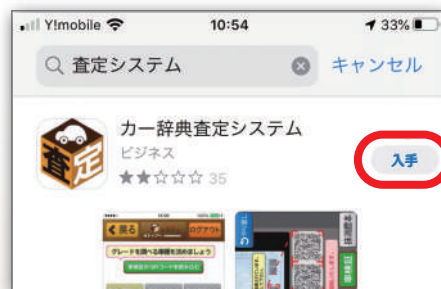 Y!mobile 10:54 33%
査定システム キャンセル
カー辞典査定システム
ビジネス
入手
★★☆☆☆ 35
査定
戻る ログアウト
グレードを調べる車種を決めましょう